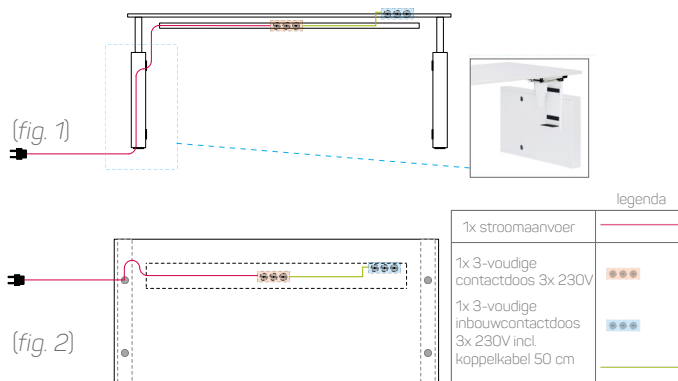 (fig. 1)
legenda
1x stroomaanvoer
1x 3-voudige
contactdoos 3x 230V
1x 3-voudige
inbouwcontactdoos
3x 230V incl.
koppelkabel 50 cm
(fig. 2)